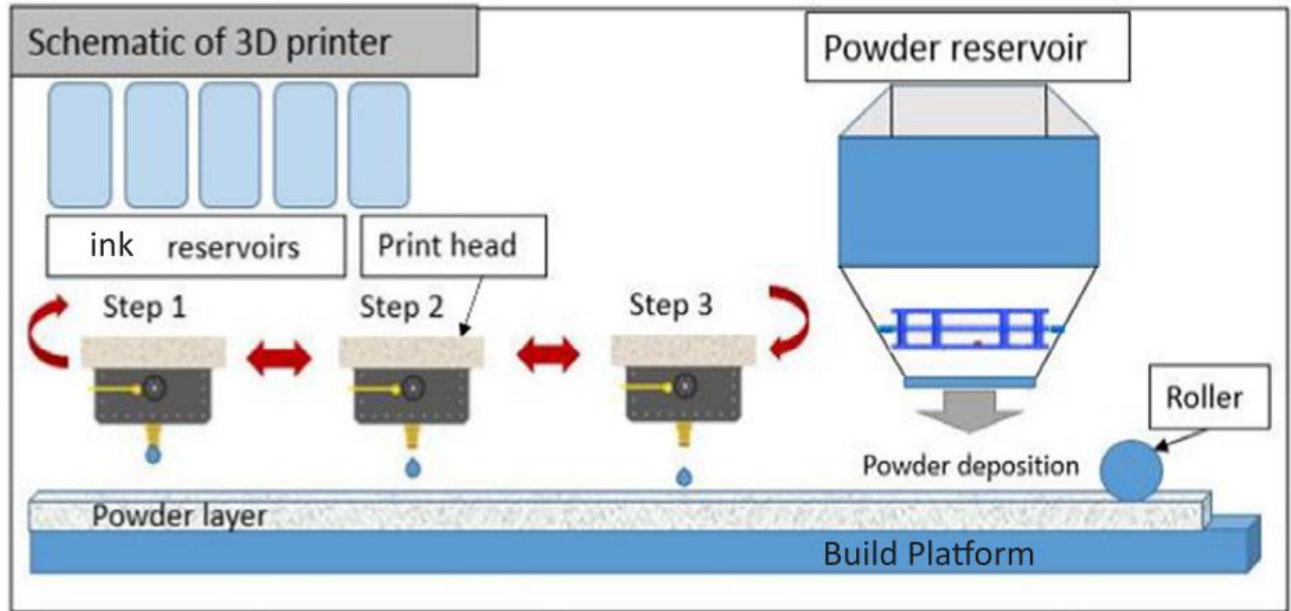 Schematic of 3D printer
Powder reservoir
ink reservoirs
Print head
Step 1
Step 2
Step 3
Roller
Powder deposition
Powder layer
Build Platform